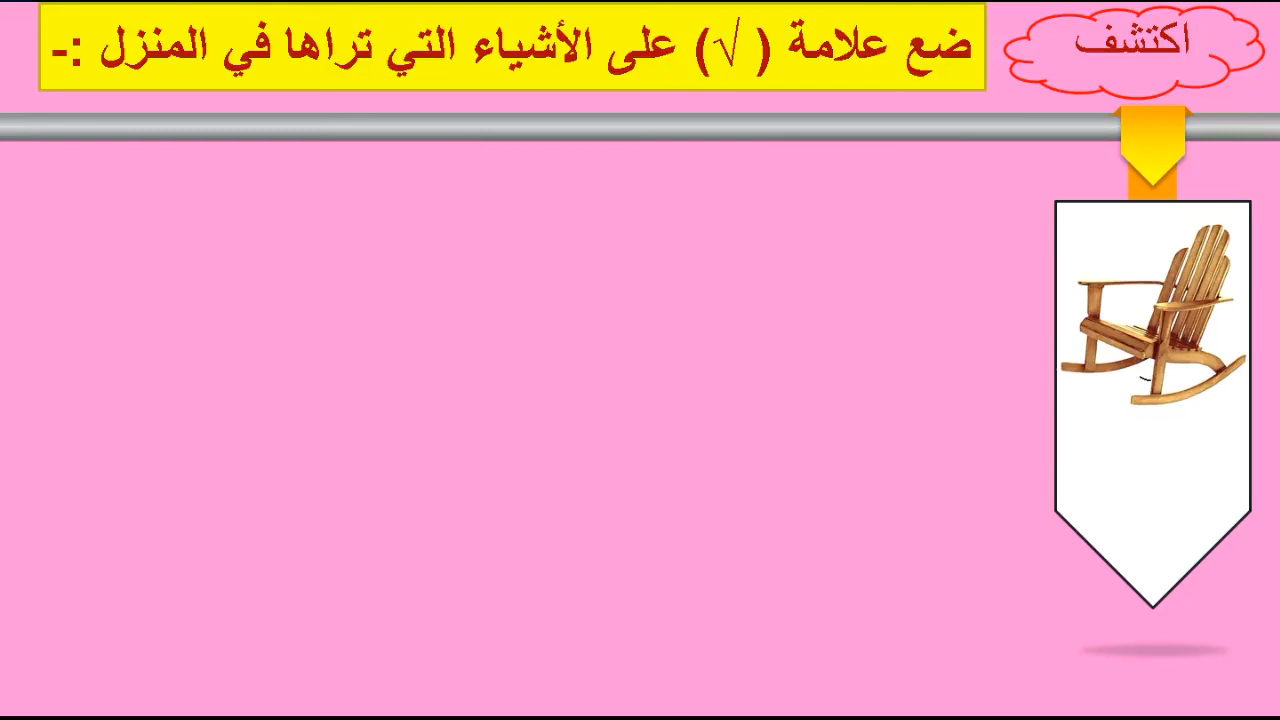 اكتشف
ضع علامة ( √ ) على الأشياء التي تراها في المنزل :-